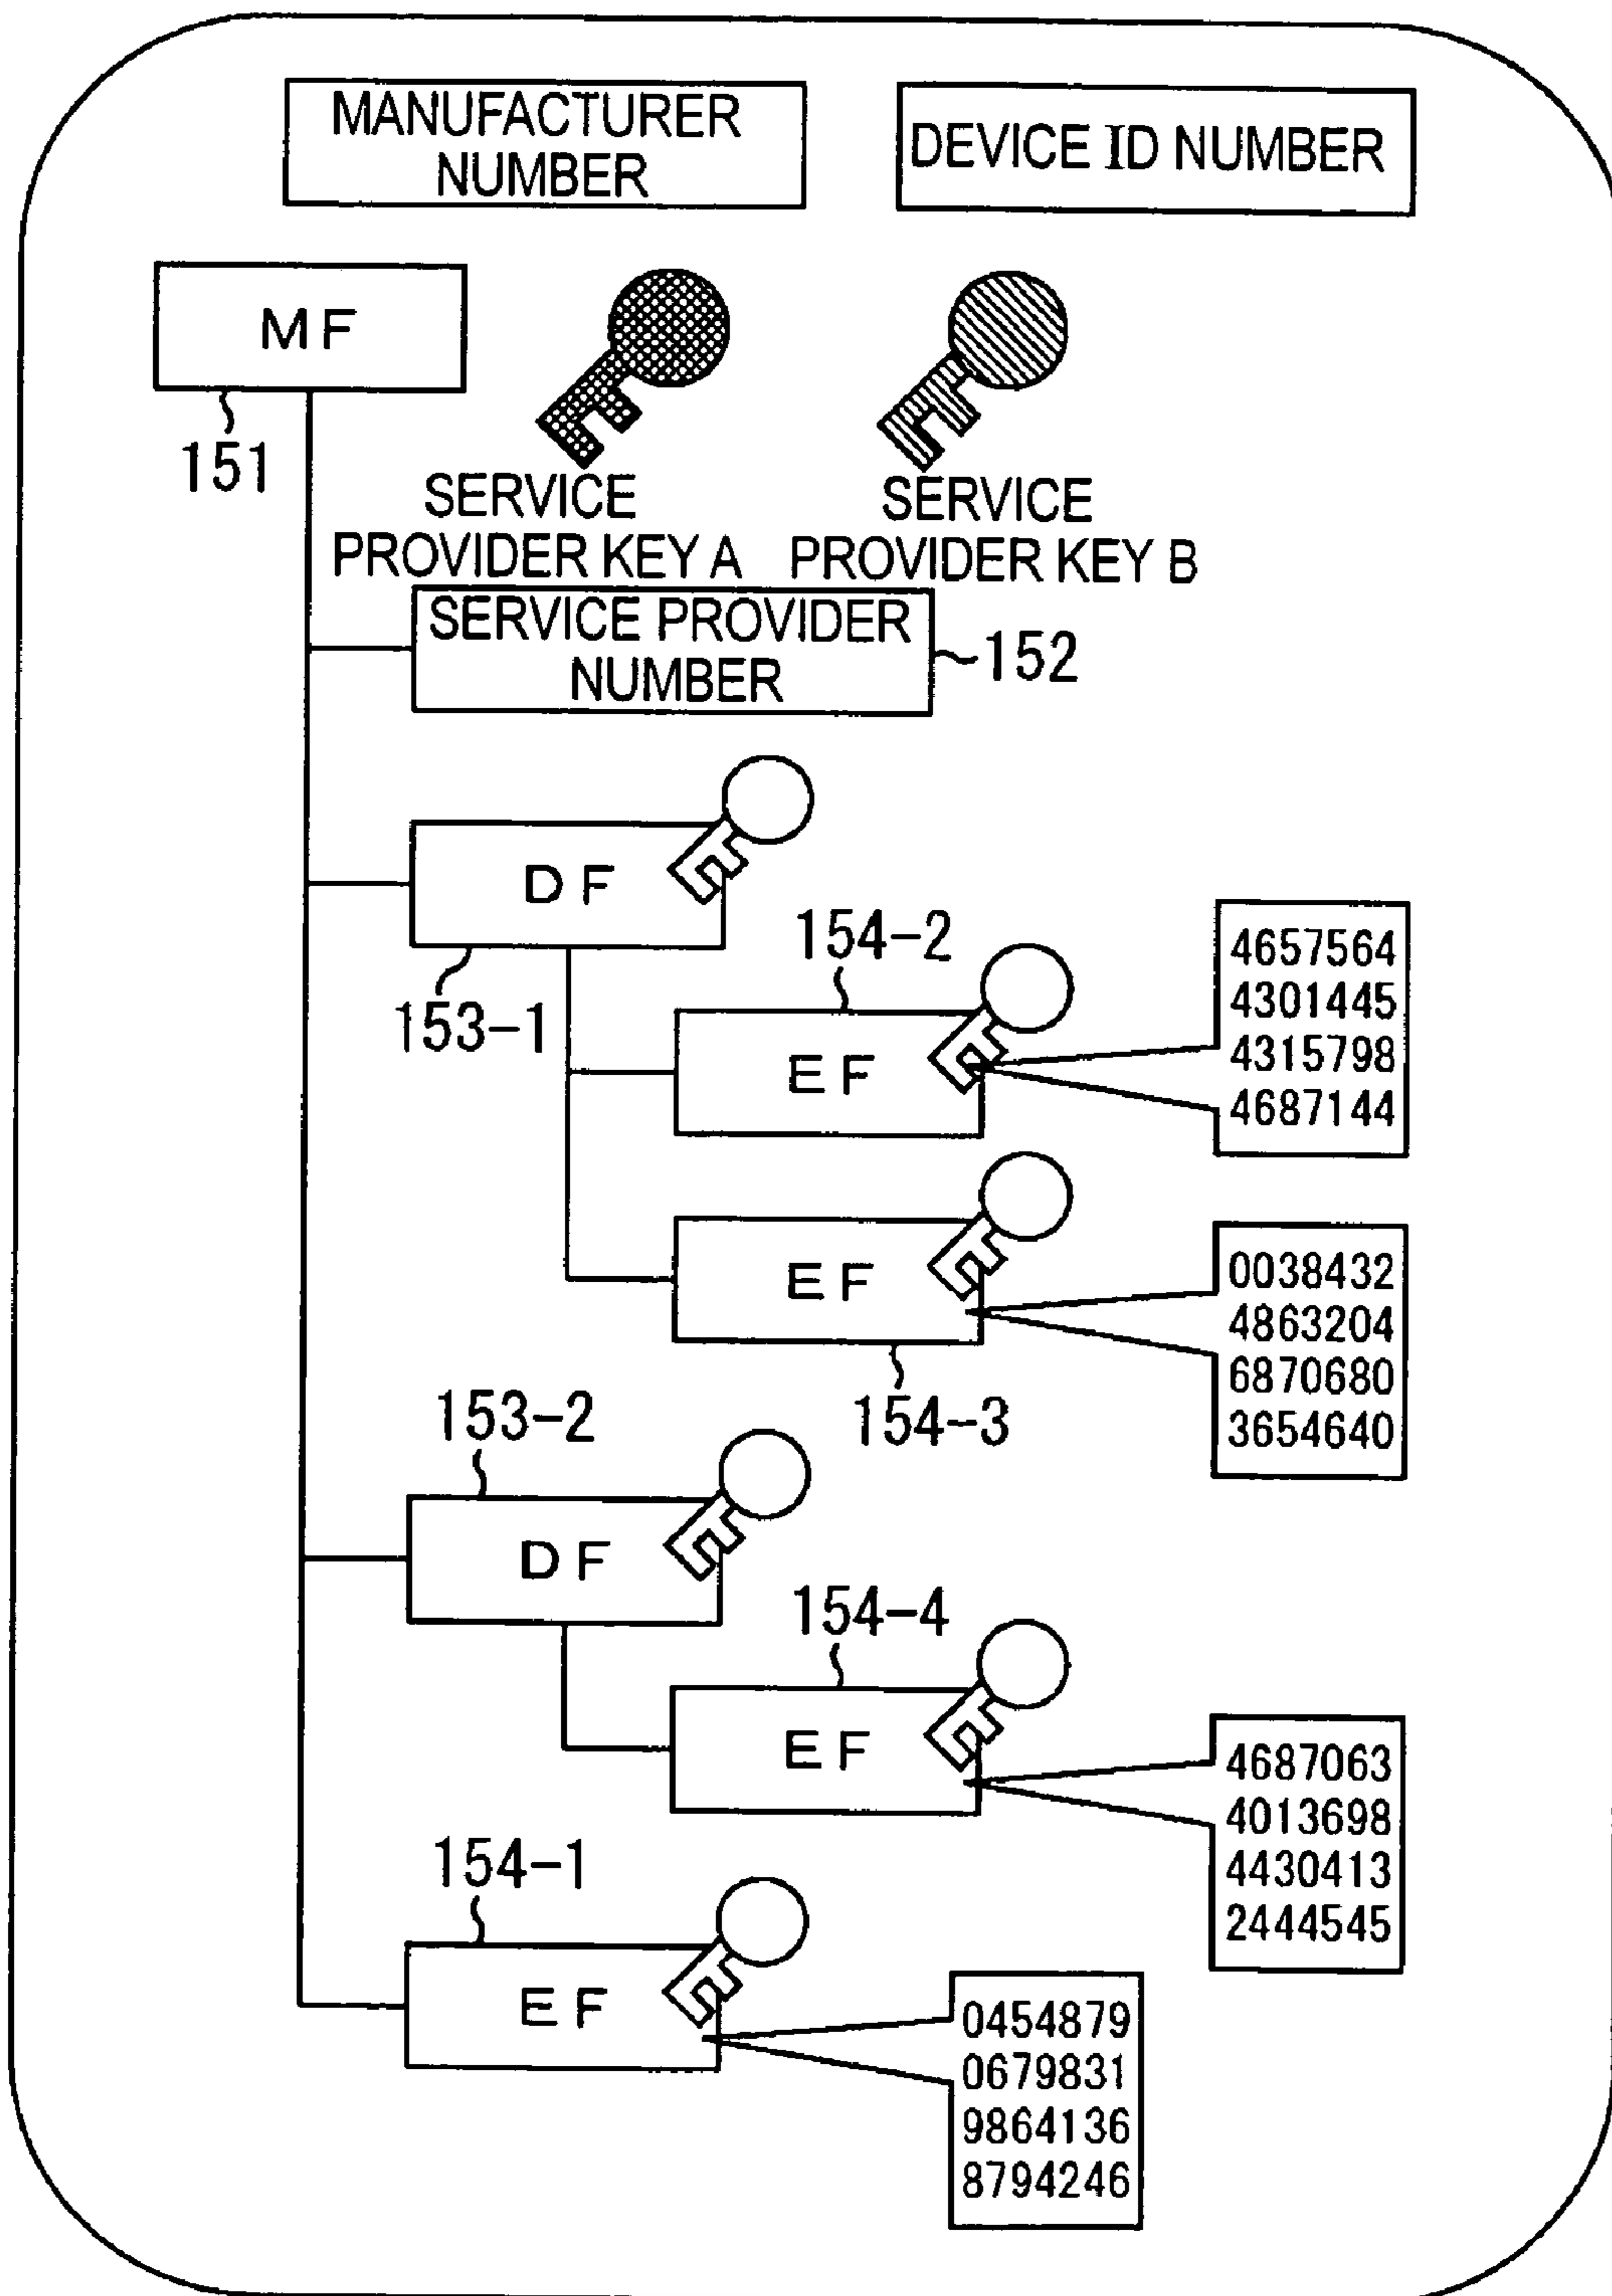 MANUFACTURER
NUMBER
DEVICE ID NUMBER
MF
151
SERVICE
PROVIDER KEY A
SERVICE
PROVIDER KEY B
SERVICE PROVIDER
NUMBER
152
DF
153-1
154-2
EF
4657564
4301445
4315798
4687144
EF
154-3
0038432
4863204
6870680
3654640
153-2
DF
154-4
EF
4687063
4013698
4430413
2444545
154-1
EF
0454879
0679831
9864136
8794246